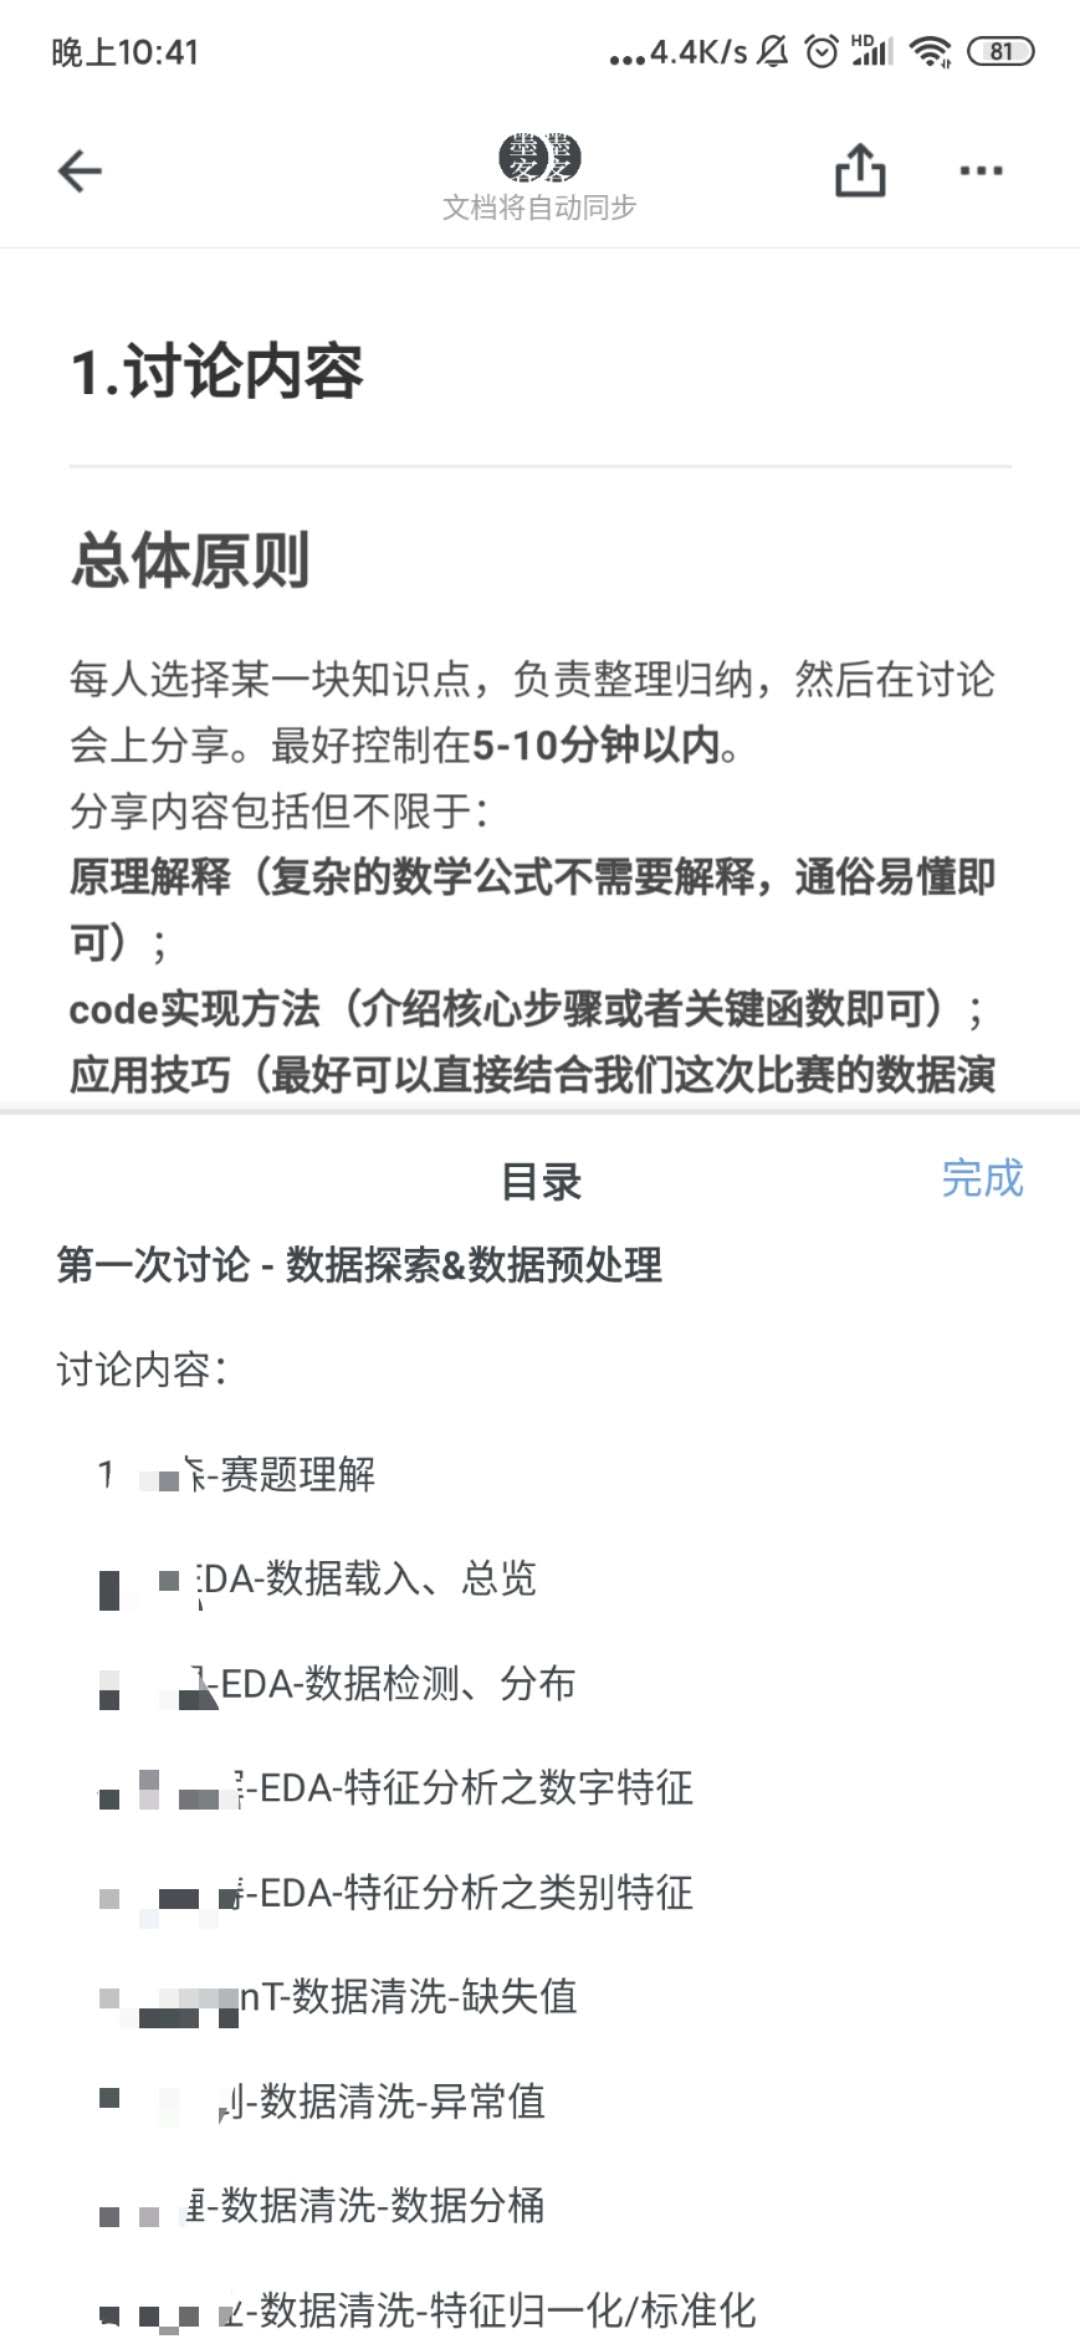 晚上10:41
...4.4K/s HD 81
墨客 墨客
文档将自动同步
1.讨论内容
总体原则
每人选择某一块知识点，负责整理归纳，然后在讨论
会上分享。最好控制在5-10分钟以内。
分享内容包括但不限于：
原理解释（复杂的数学公式不需要解释，通俗易懂即
可）；
code实现方法（介绍核心步骤或者关键函数即可）；
应用技巧（最好可以直接结合我们这次比赛的数据演
目录
完成
第一次讨论 - 数据探索&数据预处理
讨论内容：
1 -赛题理解
EDA-数据载入、总览
-EDA-数据检测、分布
-EDA-特征分析之数字特征
-EDA-特征分析之类别特征
nT-数据清洗-缺失值
-数据清洗-异常值
-数据清洗-数据分桶
-数据清洗-特征归一化/标准化